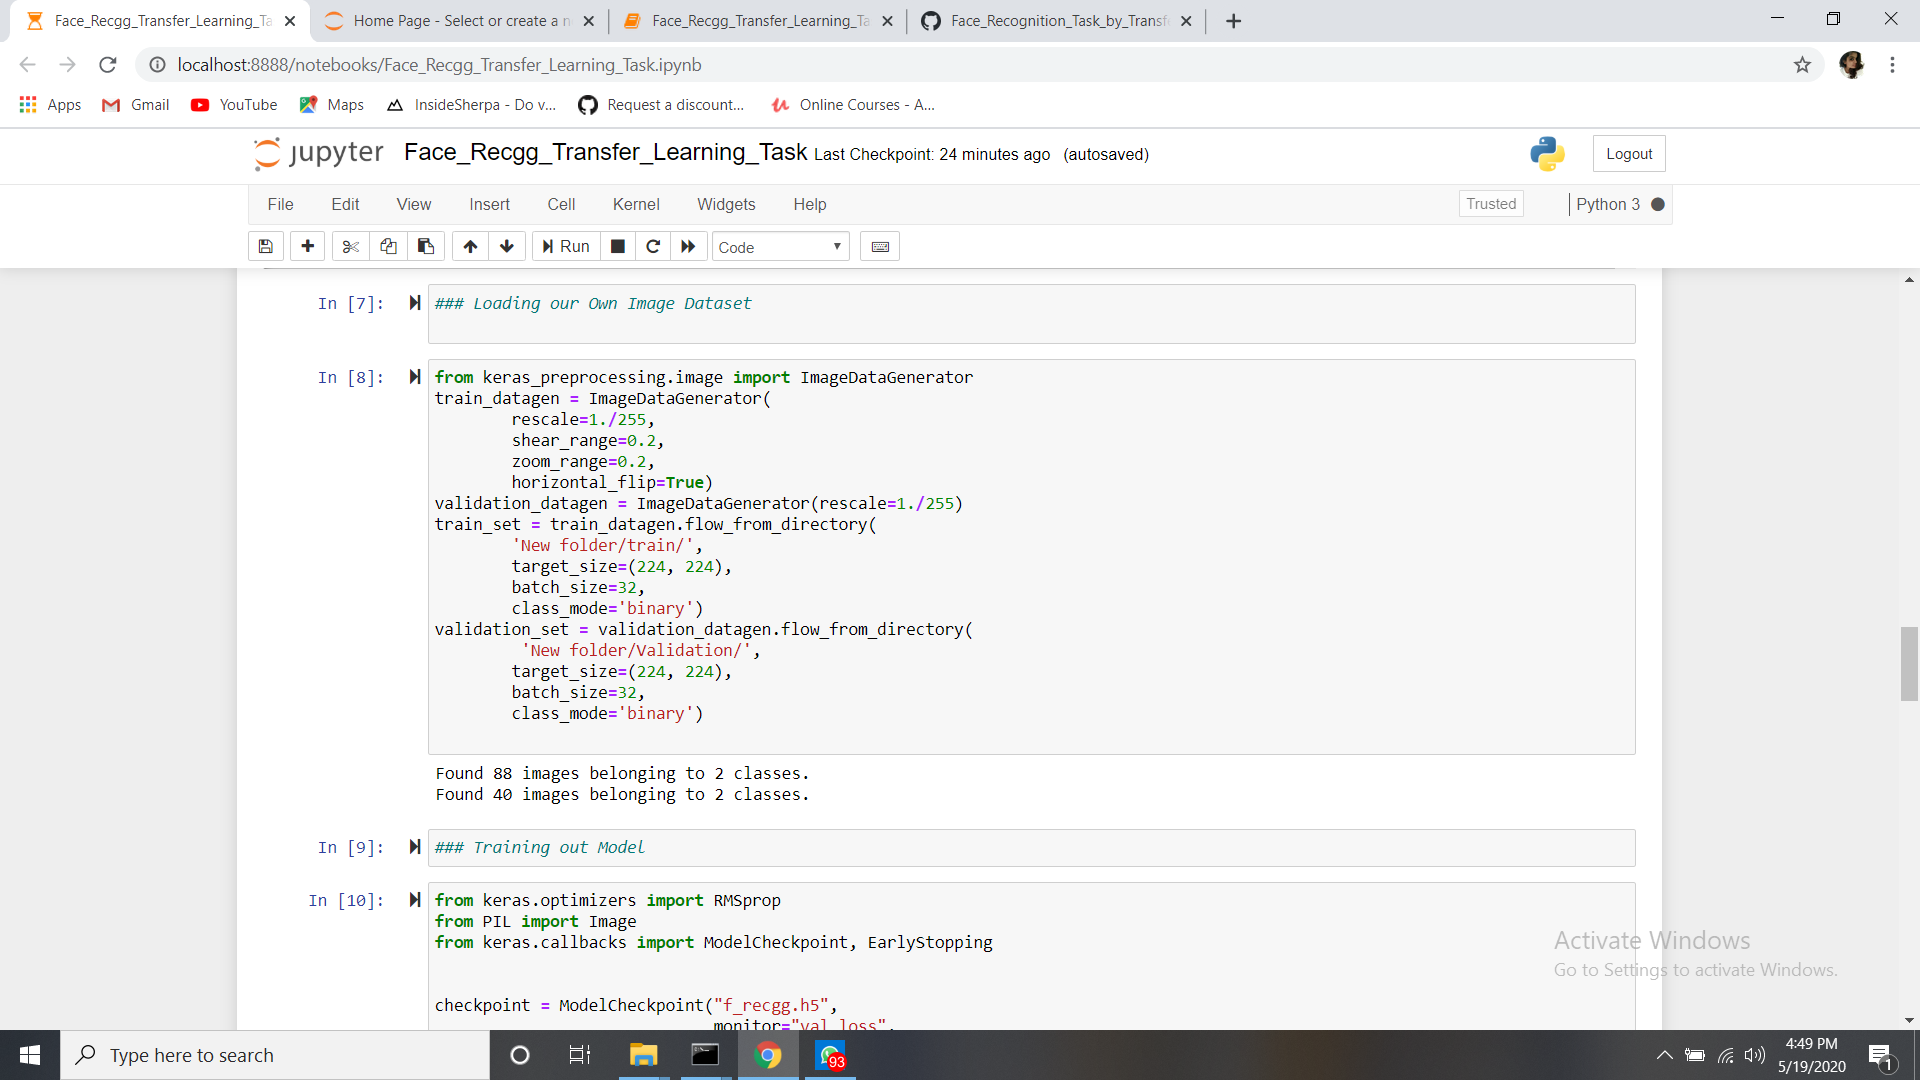 Face_Recgg_Transfer_Learning_Ta
Home Page - Select or create a n
Face_Recgg_Transfer_Learning_Ta
Face_Recognition_Task_by_Transf
localhost:8888/notebooks/Face_Recgg_Transfer_Learning_Task.ipynb
Apps Gmail YouTube Maps InsideSherpa - Do v... Request a discount... Online Courses - A...
jupyter Face_Recgg_Transfer_Learning_Task Last Checkpoint: 24 minutes ago (autosaved)
Logout
File Edit View Insert Cell Kernel Widgets Help
Trusted Python 3
Run Code
In [7]: ### Loading our Own Image Dataset
In [8]: from keras_preprocessing.image import ImageDataGenerator
train_datagen = ImageDataGenerator(
rescale=1./255,
shear_range=0.2,
zoom_range=0.2,
horizontal_flip=True)
validation_datagen = ImageDataGenerator(rescale=1./255)
train_set = train_datagen.flow_from_directory(
'New folder/train/',
target_size=(224, 224),
batch_size=32,
class_mode='binary')
validation_set = validation_datagen.flow_from_directory(
'New folder/Validation/',
target_size=(224, 224),
batch_size=32,
class_mode='binary')
Found 88 images belonging to 2 classes.
Found 40 images belonging to 2 classes.
In [9]: ### Training out Model
In [10]: from keras.optimizers import RMSprop
from PIL import Image
from keras.callbacks import ModelCheckpoint, EarlyStopping
checkpoint = ModelCheckpoint("f_recgg.h5",
monitor="val_loss",
Activate Windows
Go to Settings to activate Windows.
Type here to search
93
4:49 PM
5/19/2020
1